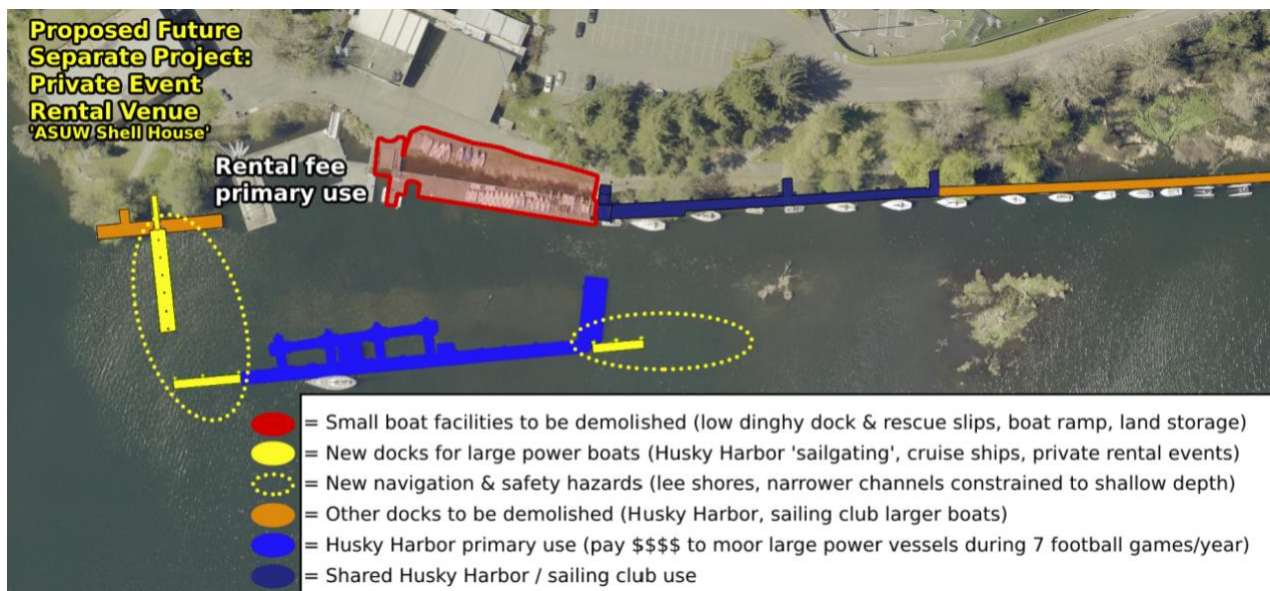 Proposed Future
Separate Project:
Private Event
Rental Venue
'ASUW Shell House'
Rental fee
primary use
= Small boat facilities to be demolished (low dinghy dock & rescue slips, boat ramp, land storage)
= New docks for large power boats (Husky Harbor 'sailgating', cruise ships, private rental events)
= New navigation & safety hazards (lee shores, narrower channels constrained to shallow depth)
= Other docks to be demolished (Husky Harbor, sailing club larger boats)
= Husky Harbor primary use (pay $$$$ to moor large power vessels during 7 football games/year)
= Shared Husky Harbor / sailing club use